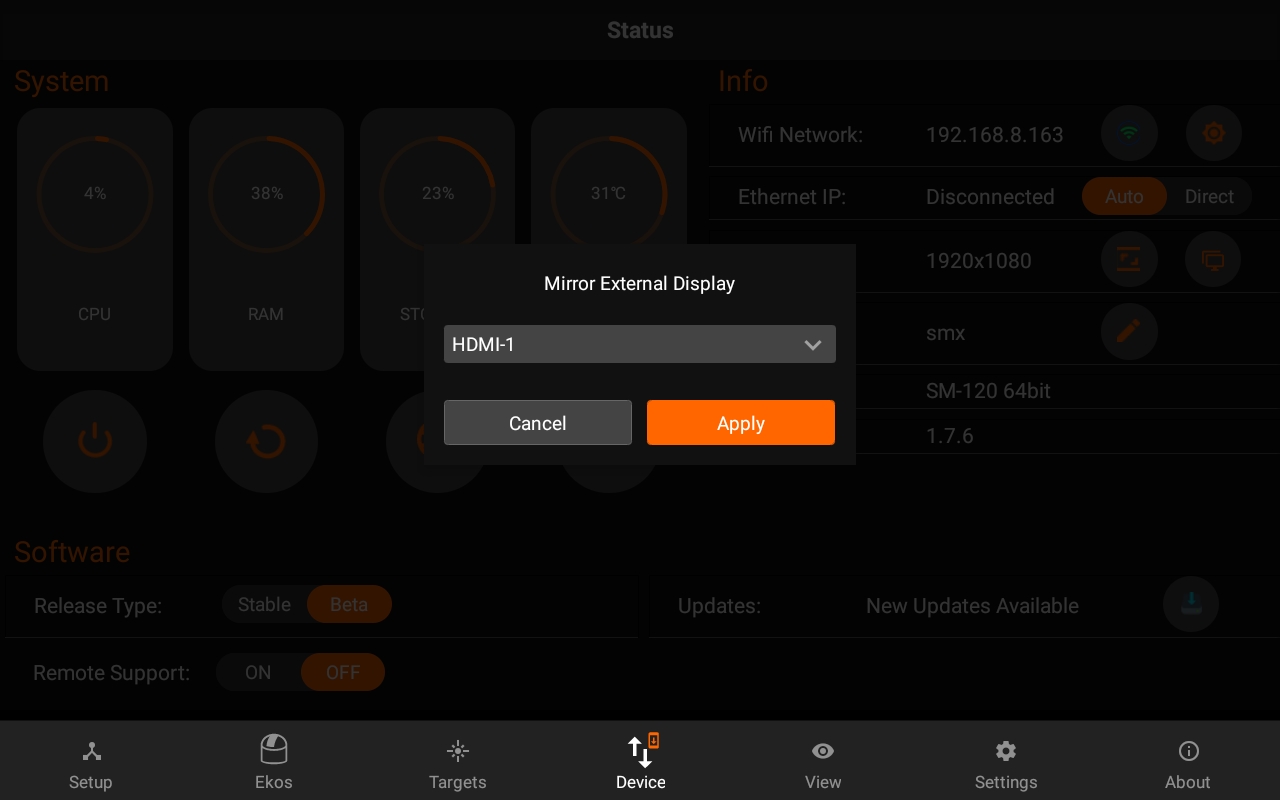 Status
System
Info
4%
38%
23%
31℃
CPU
RAM
STO
Wifi Network:
192.168.8.163
Ethernet IP:
Disconnected
Auto
Direct
1920x1080
smx
SM-120 64bit
1.7.6
Mirror External Display
HDMI-1
Cancel
Apply
Software
Release Type:
Stable
Beta
Updates:
New Updates Available
Remote Support:
ON
OFF
Setup
Ekos
Targets
Device
View
Settings
About